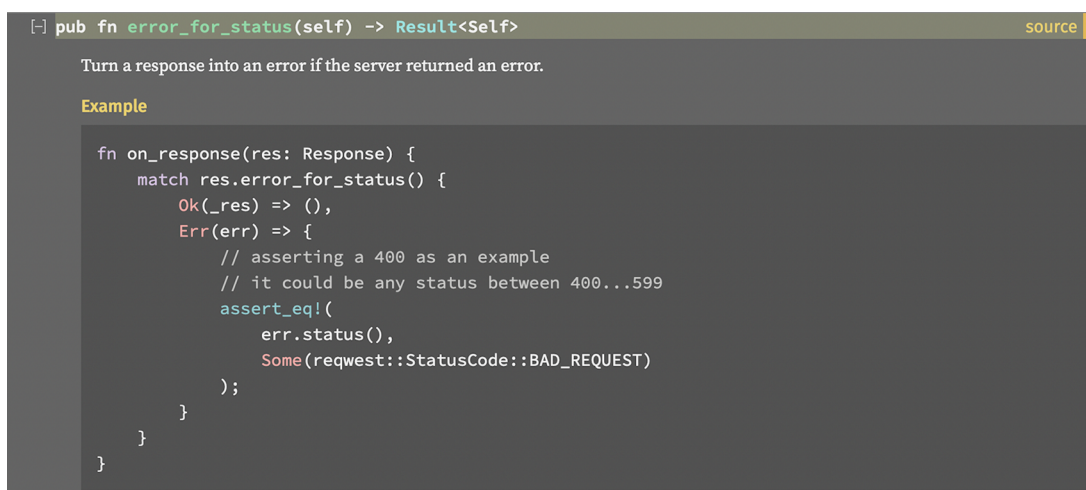 [-] pub fn error_for_status(self) -> Result<Self> source
Turn a response into an error if the server returned an error.
Example
fn on_response(res: Response) {
    match res.error_for_status() {
        Ok(_res) => (),
        Err(err) => {
            // asserting a 400 as an example
            // it could be any status between 400...599
            assert_eq!(
                err.status(),
                Some(reqwest::StatusCode::BAD_REQUEST)
            );
        }
    }
}